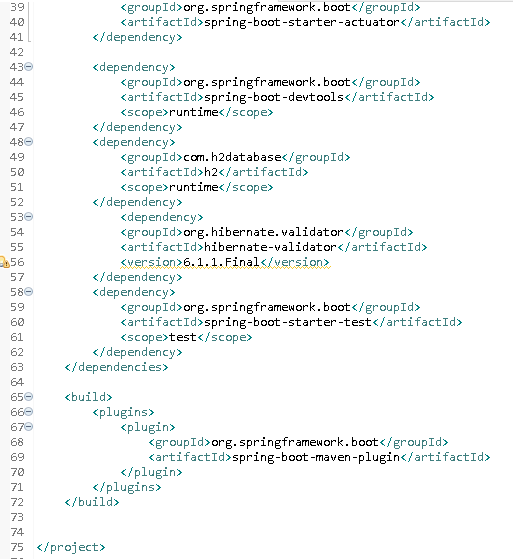 39 <groupId>org.springframework.boot</groupId>
40 <artifactId>spring-boot-starter-actuator</artifactId>
41 </dependency>
42
43 <dependency>
44 <groupId>org.springframework.boot</groupId>
45 <artifactId>spring-boot-devtools</artifactId>
46 <scope>runtime</scope>
47 </dependency>
48 <dependency>
49 <groupId>com.h2database</groupId>
50 <artifactId>h2</artifactId>
51 <scope>runtime</scope>
52 </dependency>
53 <dependency>
54 <groupId>org.hibernate.validator</groupId>
55 <artifactId>hibernate-validator</artifactId>
56 <version>6.1.1.Final</version>
57 </dependency>
58 <dependency>
59 <groupId>org.springframework.boot</groupId>
60 <artifactId>spring-boot-starter-test</artifactId>
61 <scope>test</scope>
62 </dependency>
63 </dependencies>
64
65 <build>
66 <plugins>
67 <plugin>
68 <groupId>org.springframework.boot</groupId>
69 <artifactId>spring-boot-maven-plugin</artifactId>
70 </plugin>
71 </plugins>
72 </build>
73
74
75 </project>